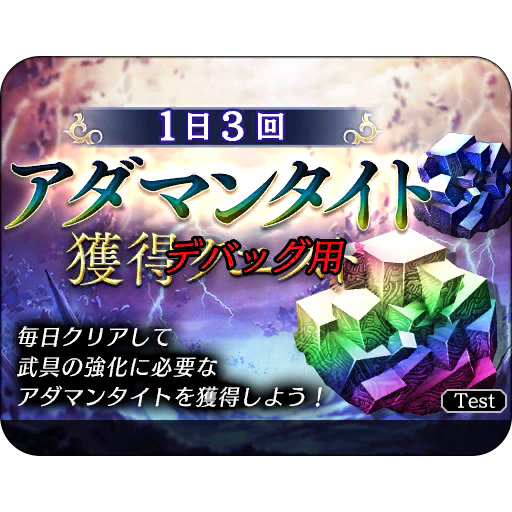 1日3回
アダマンタイト
獲得
デバッグ用
毎日クリアして
武具の強化に必要な
アダマンタイトを獲得しよう！
Test